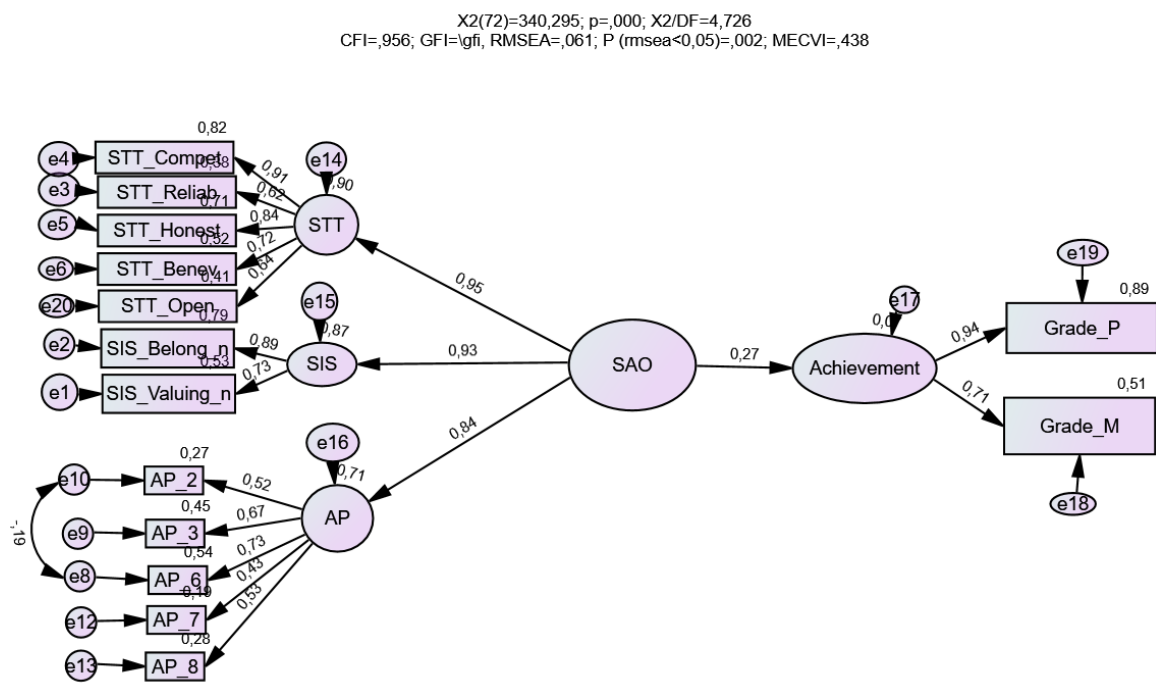 X2(72)=340,295; p=,000; X2/DF=4,726
CFI=,956; GFI=\gfi, RMSEA=,061; P (rmsea<0,05)=,002; MECVI=,438
0,82
e4
STT_Compet
0,91
e14
,90
e3
STT_Reliab
0,62
0,71
e5
STT_Honest
0,84
STT
0,52
e6
STT_Benev
0,72
0,41
e20
STT_Open
0,64
0,79
e15
,87
e2
SIS_Belong_n
0,89
SIS
0,53
e1
SIS_Valuing_n
0,73
0,95
0,93
0,84
SAO
0,27
e17
Achievement
e19
0,89
0,94
Grade_P
0,71
0,51
Grade_M
e18
e16
,71
0,27
e10
AP_2
0,52
0,45
e9
AP_3
0,67
AP
0,54
-,19
e8
AP_6
0,73
0,19
e12
AP_7
0,43
0,28
e13
AP_8
0,53